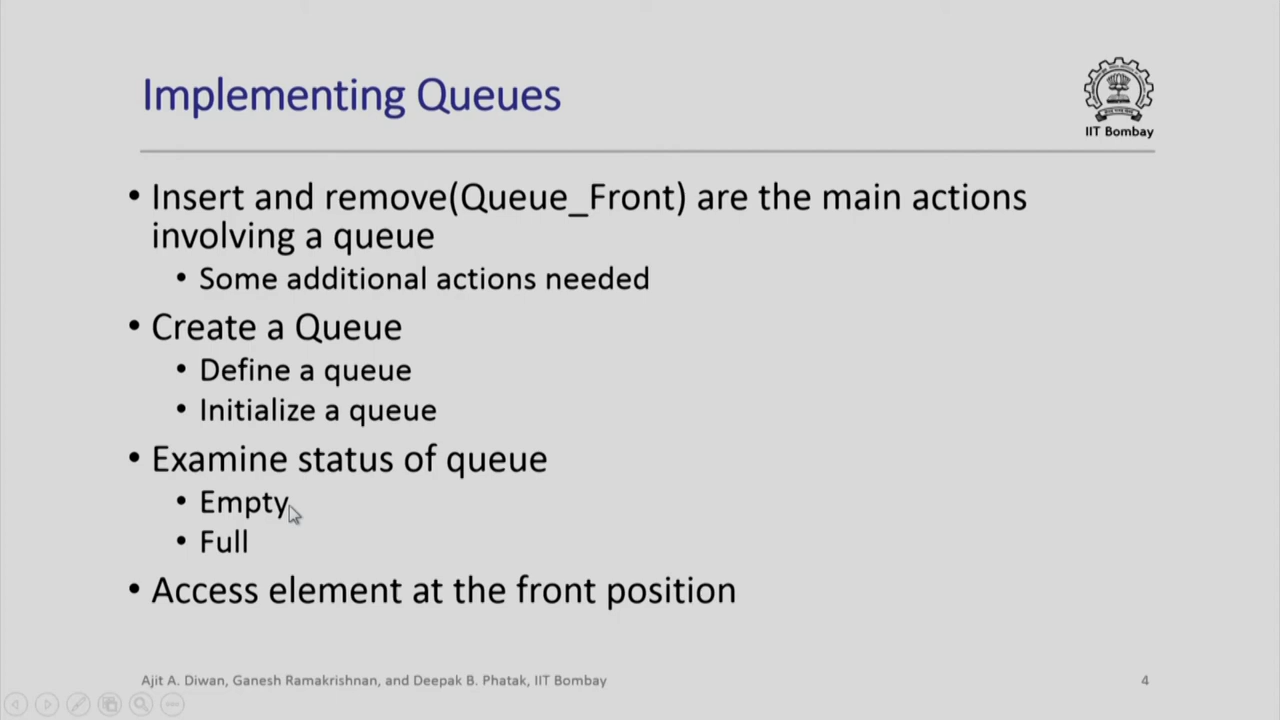 Implementing Queues
IIT Bombay
• Insert and remove(Queue_Front) are the main actions
involving a queue
• Some additional actions needed
• Create a Queue
• Define a queue
• Initialize a queue
• Examine status of queue
• Empty
• Full
• Access element at the front position
Ajit A. Diwan, Ganesh Ramakrishnan, and Deepak B. Phatak, IIT Bombay
4